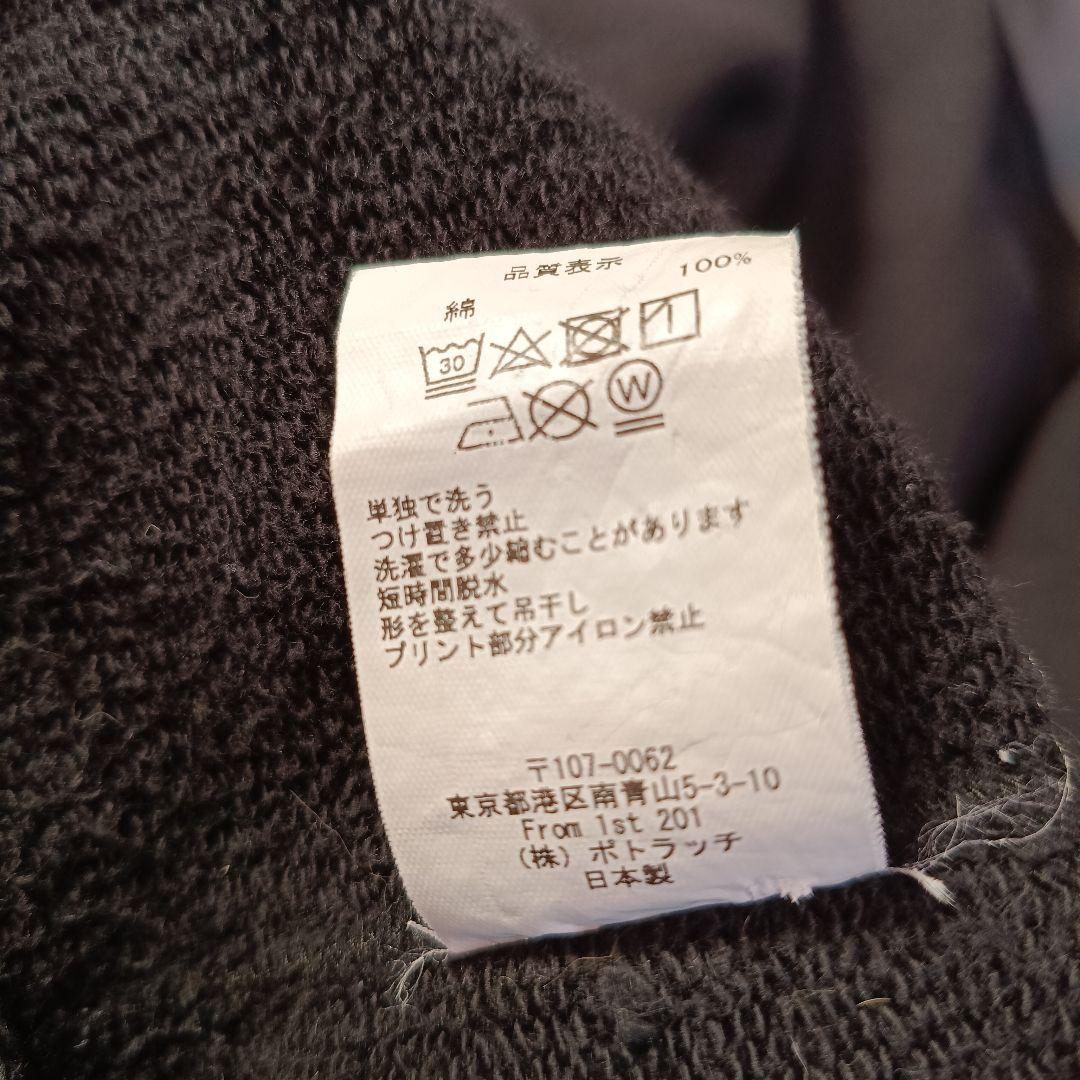 品質表示
綿 100%
30
W
単独で洗う
つけ置き禁止
洗濯で多少縮むことがあります
短時間脱水
形を整えて吊干し
プリント部分アイロン禁止
〒107-0062
東京都港区南青山5-3-10
From 1st 201
(株) ポトラッチ
日本製